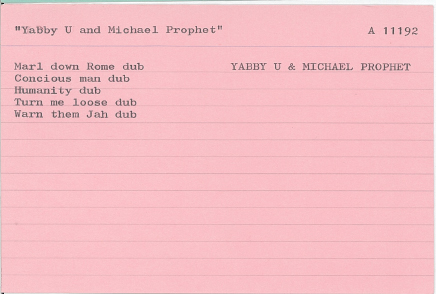 "Yabby U and Michael Prophet" A 11192
Marl down Rome dub YABBY U & MICHAEL PROPHET
Concious man dub
Humanity dub
Turn me loose dub
Warn them Jah dub